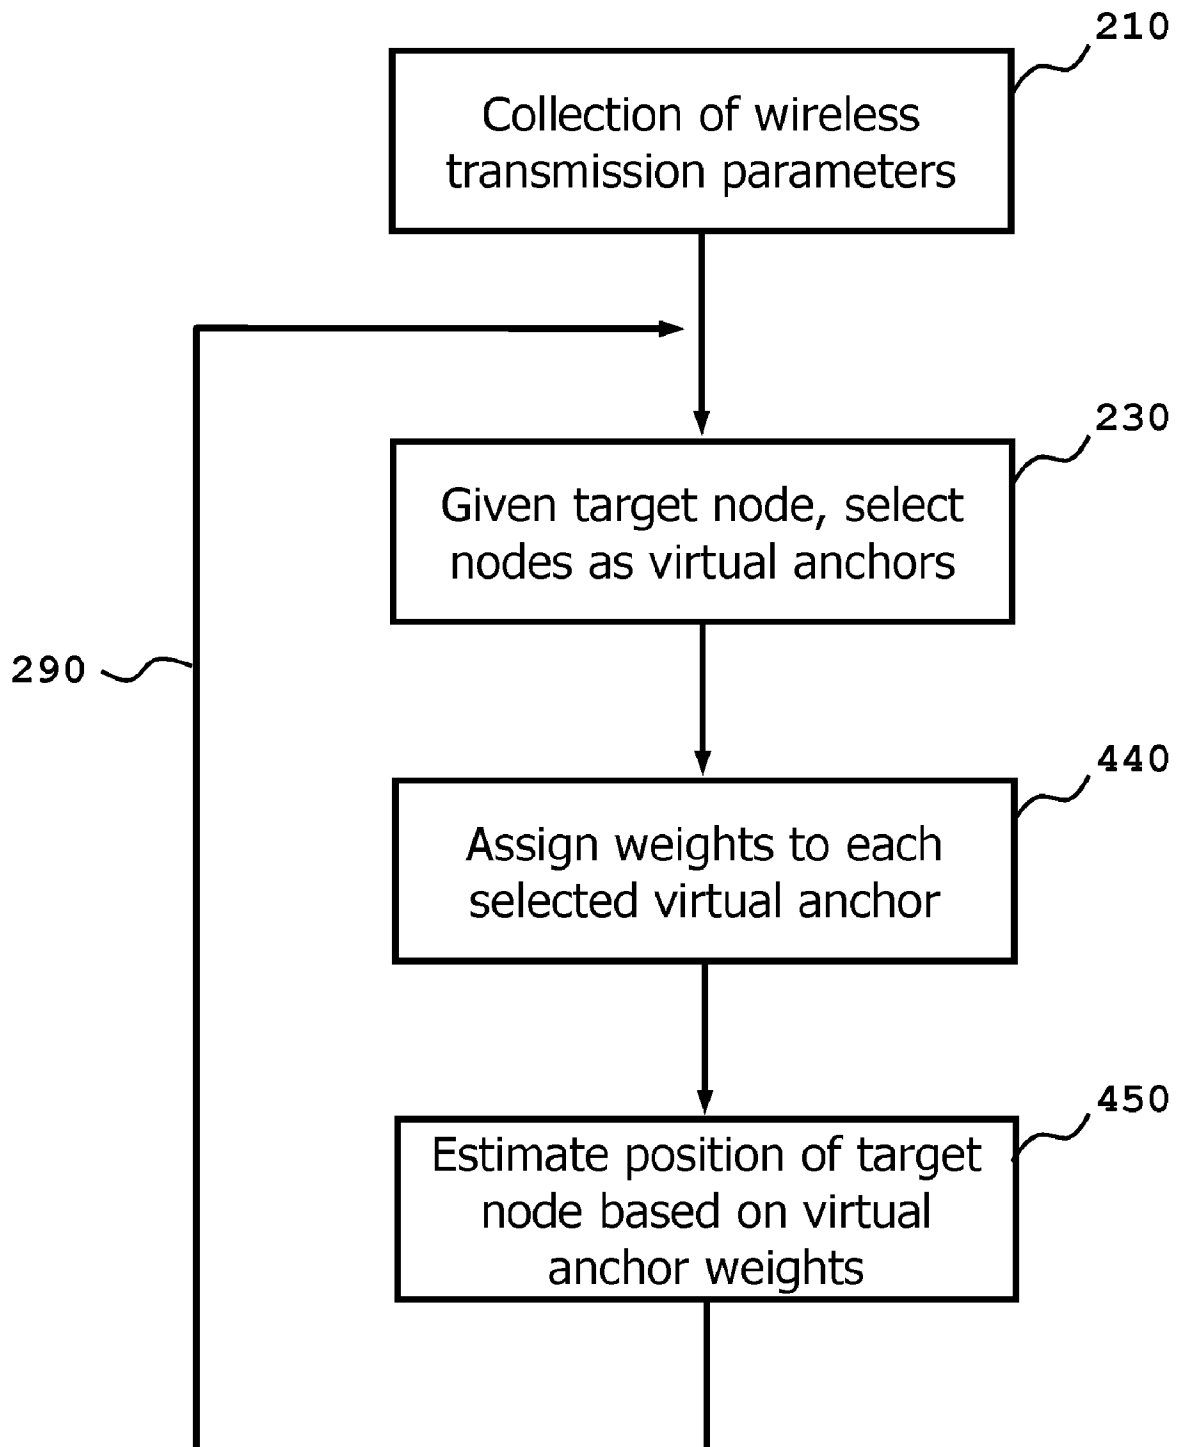 210
Collection of wireless
transmission parameters
230
Given target node, select
nodes as virtual anchors
290
440
Assign weights to each
selected virtual anchor
450
Estimate position of target
node based on virtual
anchor weights